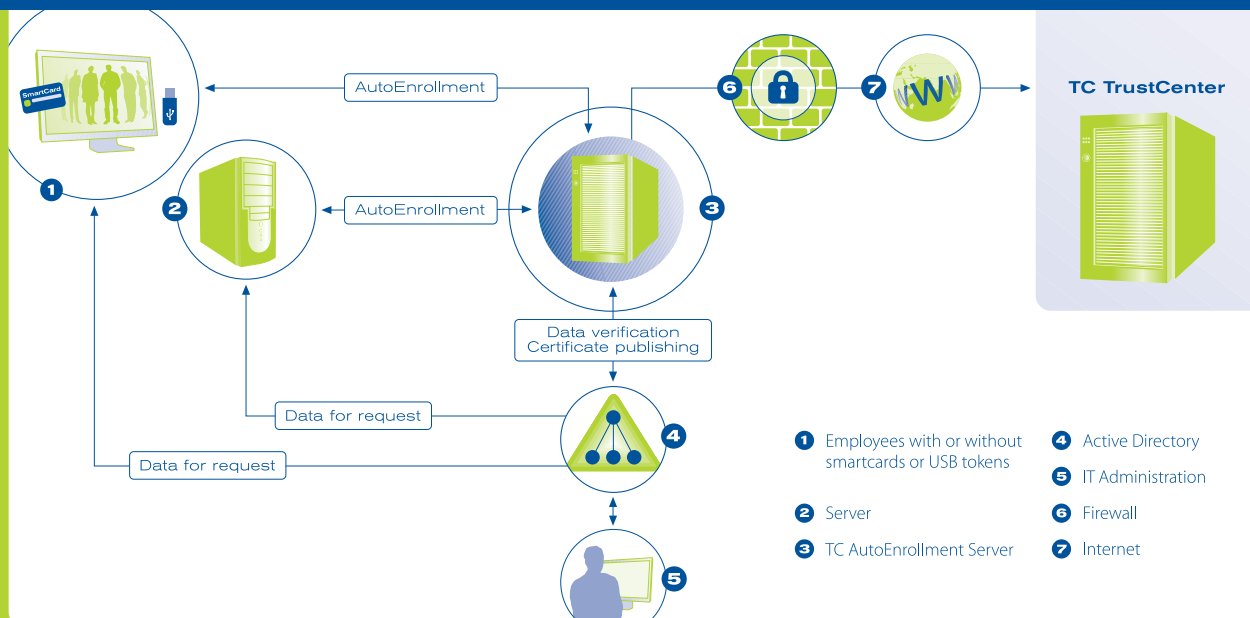 SmartCard
AutoEnrollment
6
7
W W W
TC TrustCenter
1
2
AutoEnrollment
3
Data verification
Certificate publishing
Data for request
4
Data for request
5
1 Employees with or without
smartcards or USB tokens
2 Server
3 TC AutoEnrollment Server
4 Active Directory
5 IT Administration
6 Firewall
7 Internet